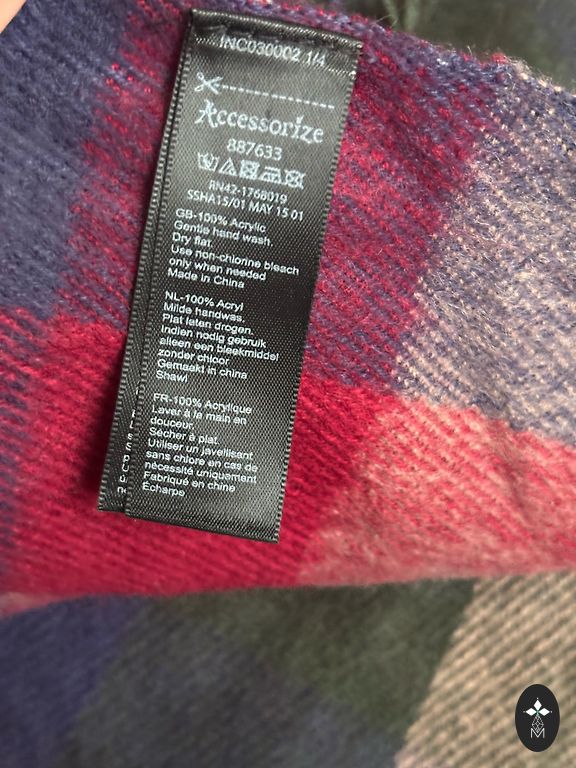 INC030002 1/4
Accessorize
887633
RN42-1768019
SSHA15/01 MAY 15 01
GB-100% Acrylic
Gentle hand wash.
Dry flat.
Use non-chlorine bleach
only when needed
Made in China
NL-100% Acryl
Milde handwas.
Plat laten drogen.
Indien nodig gebruik
alleen een bleekmiddel
zonder chloor
Gemaakt in china
Shawl
FR-100% Acrylique
Laver à la main en
douceur.
Sécher à plat.
Utiliser un javellisant
sans chlore en cas de
nécessité uniquement
Fabriqué en chine
Écharpe
M